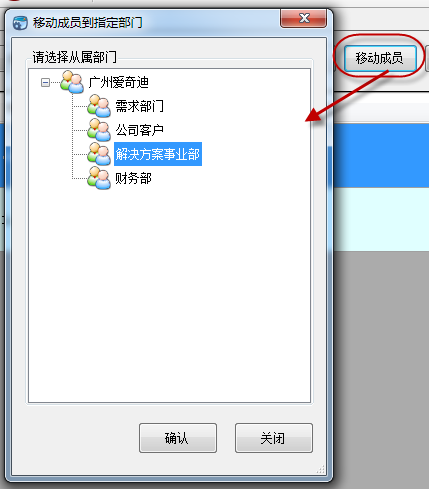 移动成员到指定部门
移动成员
请选择从属部门
广州爱奇迪
需求部门
公司客户
解决方案事业部
财务部
确认
关闭